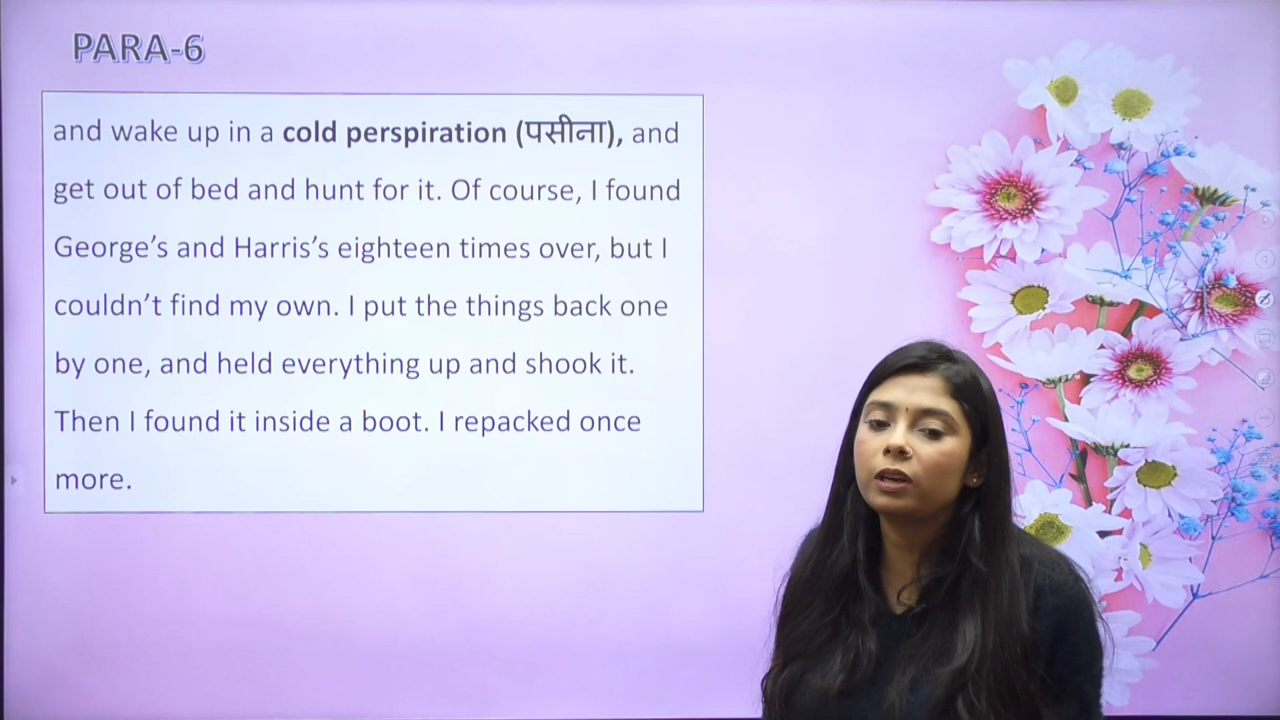 PARA-6
and wake up in a cold perspiration (पसीना), and
get out of bed and hunt for it. Of course, I found
George’s and Harris’s eighteen times over, but I
couldn’t find my own. I put the things back one
by one, and held everything up and shook it.
Then I found it inside a boot. I repacked once
more.